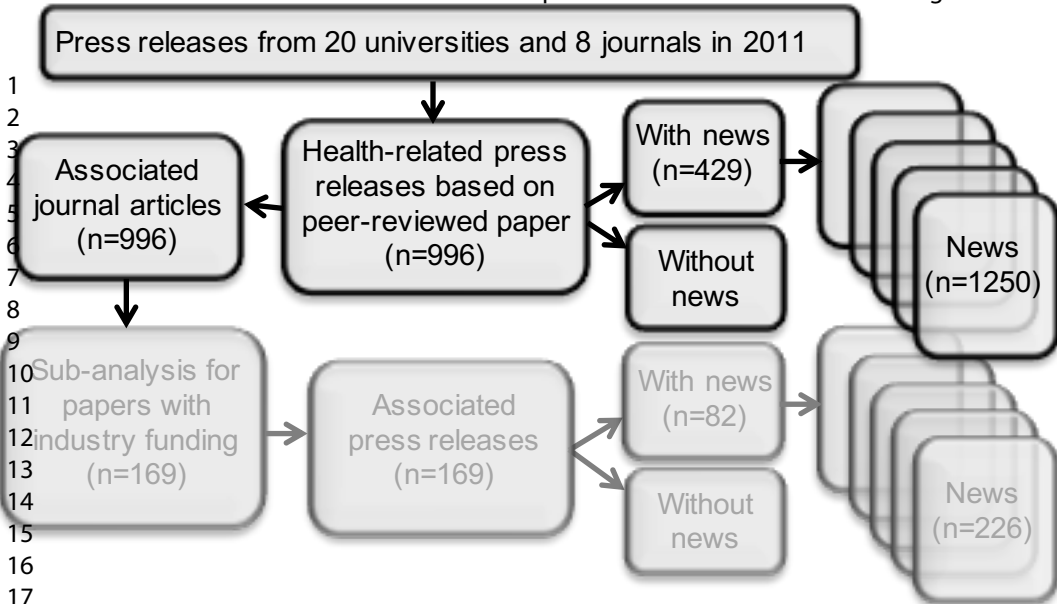 Press releases from 20 universities and 8 journals in 2011
1
2
3
4
5
6
7
8
9
10
11
12
13
14
15
16
17
Associated
journal articles
(n=996)
Health-related press
releases based on
peer-reviewed paper
(n=996)
With news
(n=429)
Without
news
News
(n=1250)
Sub-analysis for
papers with
industry funding
(n=169)
Associated
press releases
(n=169)
With news
(n=82)
Without
news
News
(n=226)